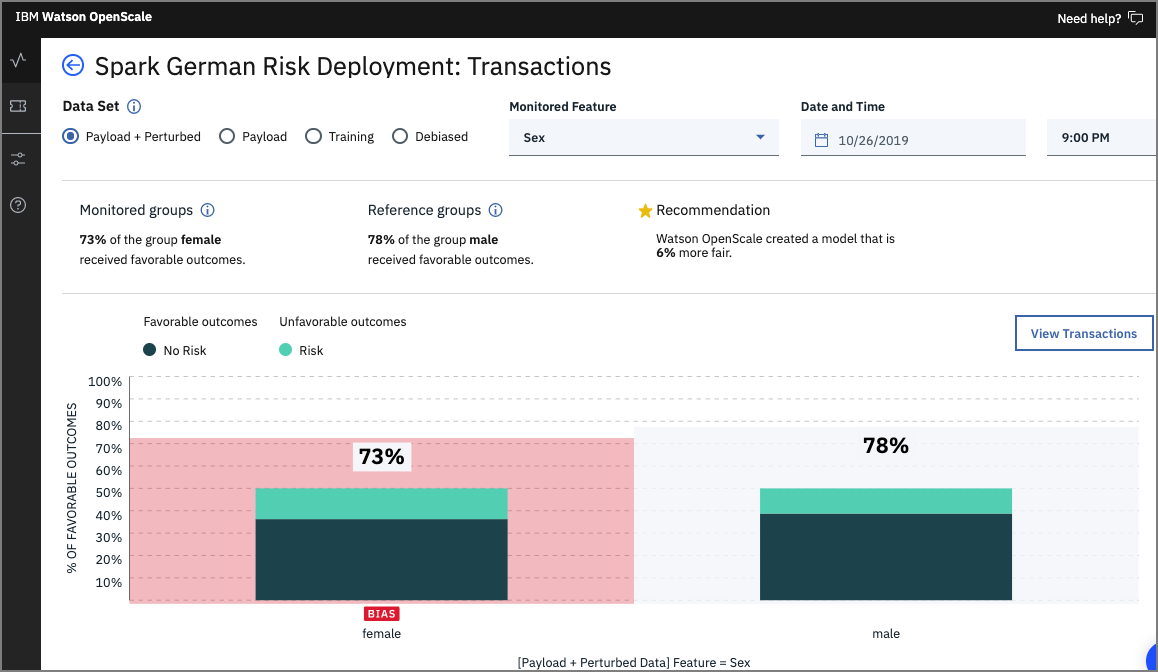 IBM Watson OpenScale
Need help?
Spark German Risk Deployment: Transactions
Data Set
Monitored Feature
Date and Time
Payload + Perturbed
Payload
Training
Debiased
Sex
10/26/2019
9:00 PM
Monitored groups
73% of the group female
received favorable outcomes.
Reference groups
78% of the group male
received favorable outcomes.
Recommendation
Watson OpenScale created a model that is
6% more fair.
Favorable outcomes
No Risk
Unfavorable outcomes
Risk
View Transactions
% OF FAVORABLE OUTCOMES
100%
90%
80%
70%
60%
50%
40%
30%
20%
10%
73%
78%
BIAS
female
male
[Payload + Perturbed Data] Feature = Sex